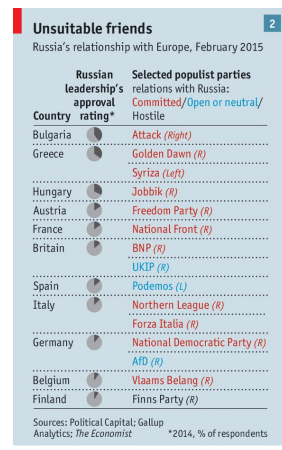 Unsuitable friends
2
Russia's relationship with Europe, February 2015
Russian
leadership's
approval
Country rating*
Selected populist parties
relations with Russia:
Committed/Open or neutral/
Hostile
Bulgaria Attack (Right)
Greece Golden Dawn (R)
Syriza (Left)
Hungary Jobbik (R)
Austria Freedom Party (R)
France National Front (R)
Britain BNP (R)
UKIP (R)
Spain Podemos (L)
Italy Northern League (R)
Forza Italia (R)
Germany National Democratic Party (R)
AfD (R)
Belgium Vlaams Belang (R)
Finland Finns Party (R)
Sources: Political Capital; Gallup
Analytics; The Economist *2014, % of respondents